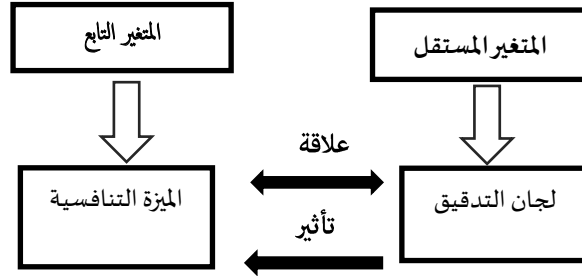 المتغير المستقل
المتغير التابع
علاقة
لجان التدقيق
الميزة التنافسية
تأثير